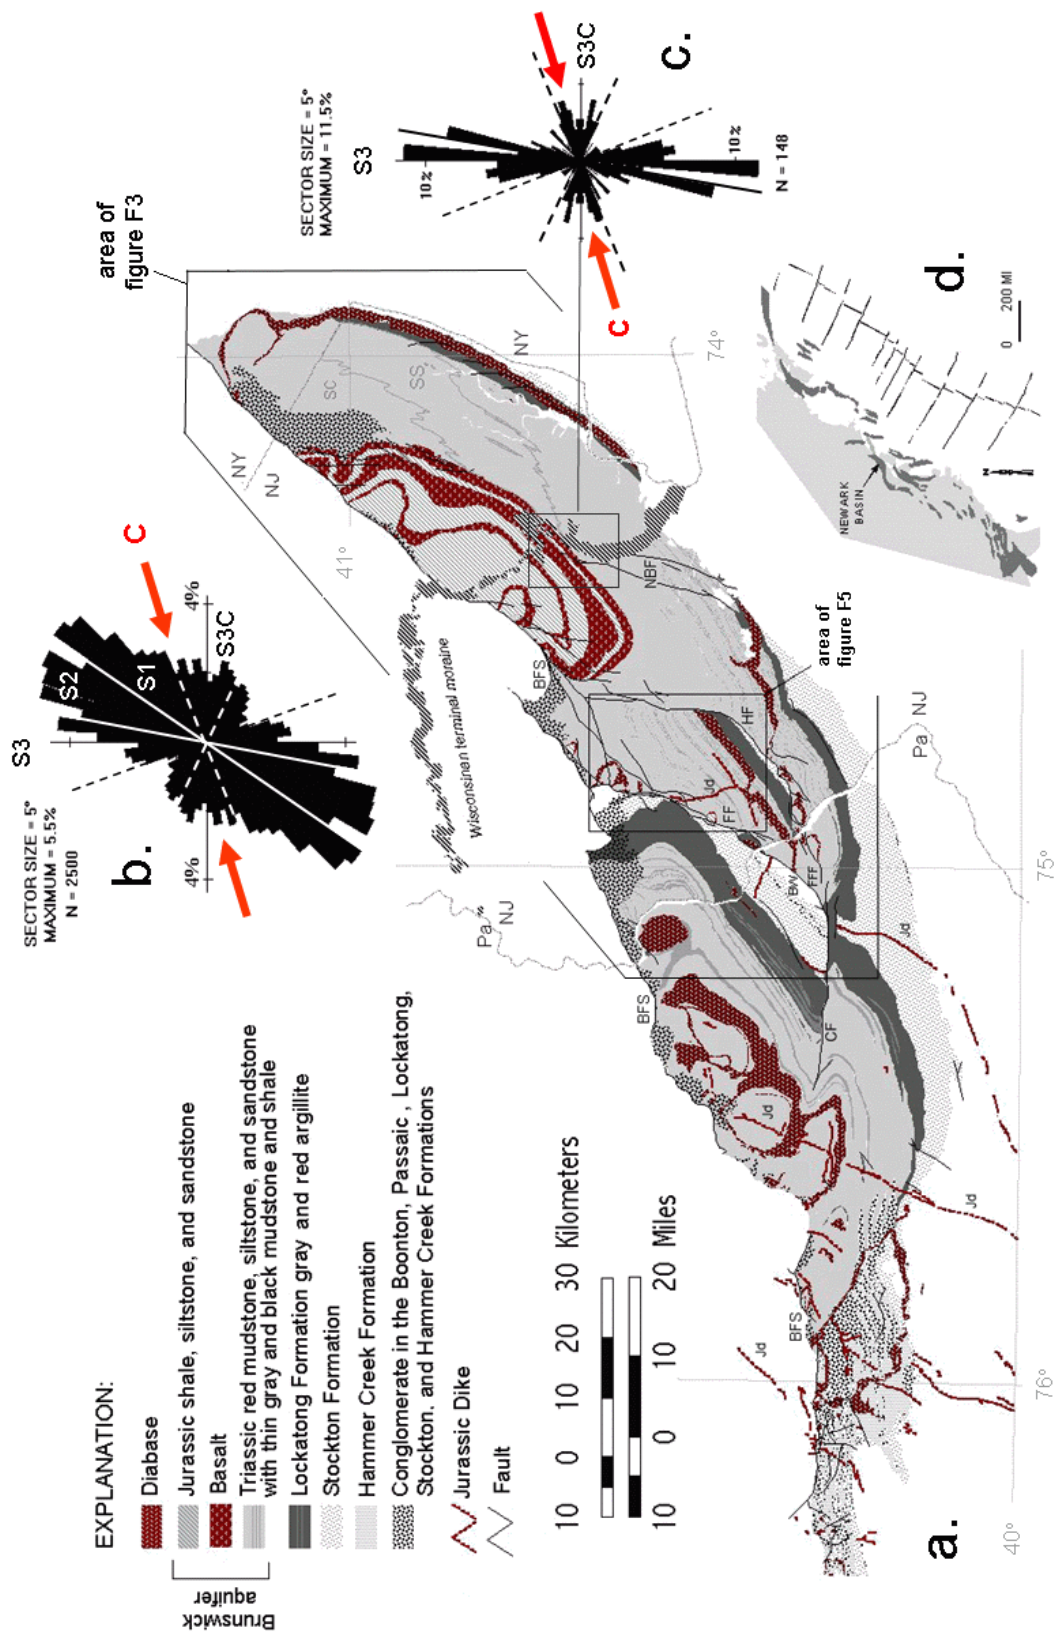 EXPLANATION:
Diabase
Jurassic shale, siltstone, and sandstone
Basalt
Triassic red mudstone, siltstone, and sandstone
with thin gray and black mudstone and shale
Lockatong Formation gray and red argillite
Stockton Formation
Hammer Creek Formation
Conglomerate in the Boonton, Passaic, Lockatong,
Stockton. and Hammer Creek Formations
Jurassic Dike
Fault
Brunswick
aquifer
10 0 10 20 30 Kilometers
10 0 10 20 Miles
a.
40°
76°
75°
74°
41°
BFS
BFS
BFS
Jd
Jd
Jd
Jd
Jd
CF
Pa
NJ
Pa
NJ
FF
BW
FFF
HF
NBF
NY
NJ
NY
SC
SS
Wisconsinan terminal moraine
area of
figure F5
area of
figure F3
SECTOR SIZE = 5°
MAXIMUM = 5.5%
N = 2500
b.
S3
S2
S1
S3C
4%
4%
C
SECTOR SIZE = 5°
MAXIMUM = 11.5%
S3
10%
10%
N = 148
S3C
C
c.
d.
NEWARK
BASIN
N
0 200 MI